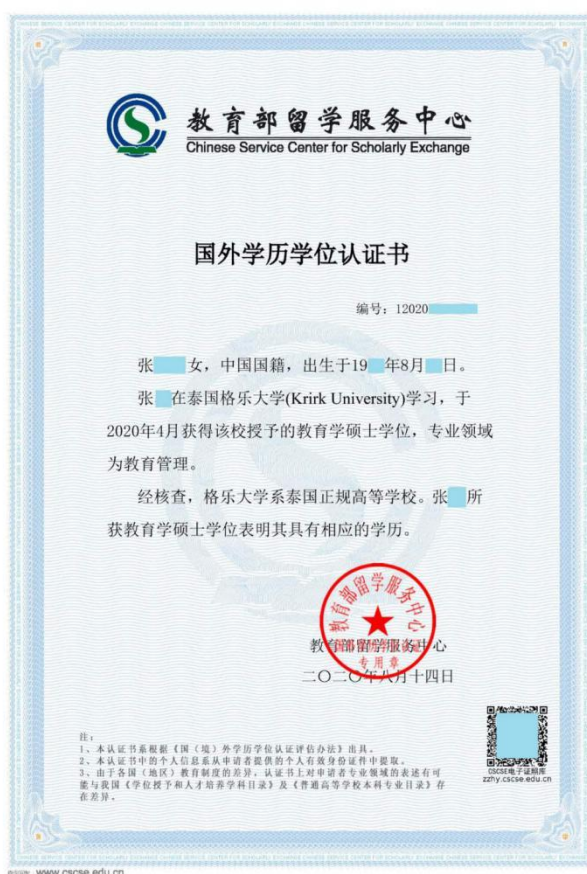 教育部留学服务中心
Chinese Service Center for Scholarly Exchange
国外学历学位认证书
编号：12020
张 女，中国国籍，出生于19 年8月 日。
张 在泰国格乐大学(Krirk University)学习，于
2020年4月获得该校授予的教育学硕士学位，专业领域
为教育管理。
经核查，格乐大学系泰国正规高等学校。张 所
获教育学硕士学位表明其具有相应的学历。
教育部留学服务中心
专用章
教育部留学服务中心
二〇二〇年八月十四日
注：
1、本认证书系根据《国（境）外学历学位认证评估办法》出具。
2、本认证书中的个人信息系从申请者提供的个人有效身份证件中提取。
3、由于各国（地区）教育制度的差异，认证书上对申请者专业领域的表述有可
能与我国《学位授予和人才培养学科目录》及《普通高等学校本科专业目录》存
在差异。
CSCSE电子证照库
zzhy.cscse.edu.cn
www.cscse.edu.cn